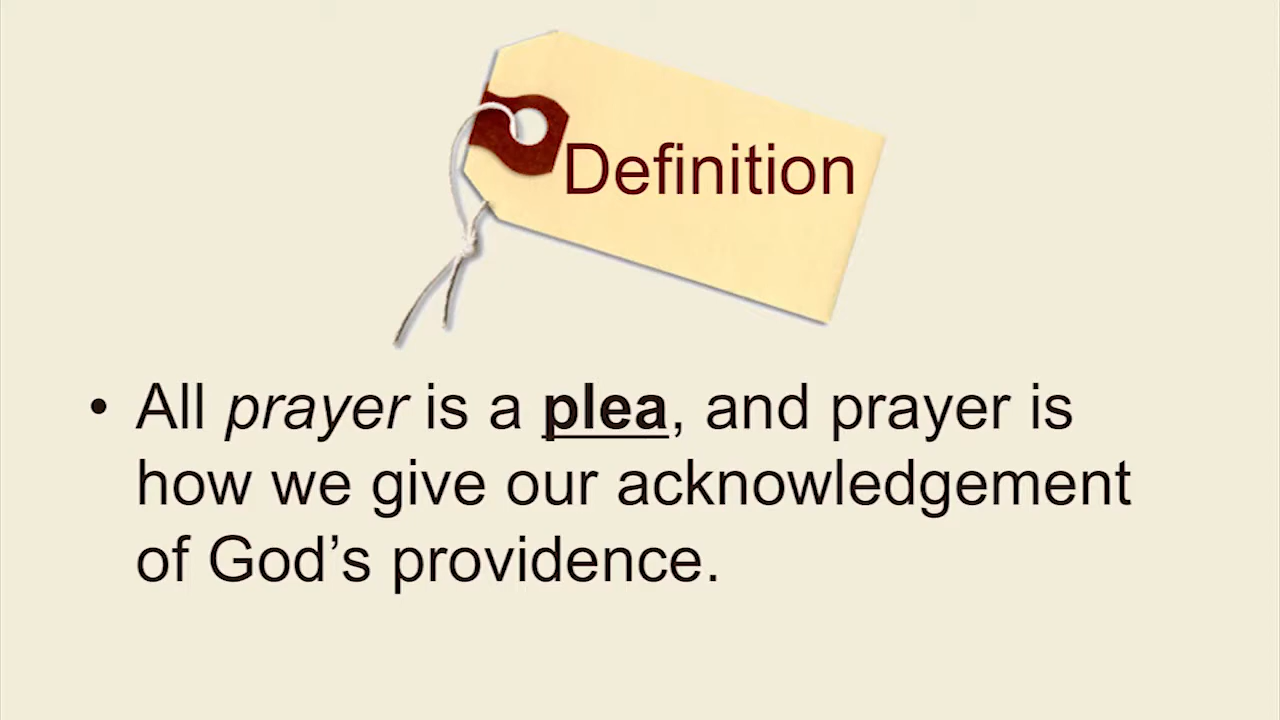 Definition
• All prayer is a plea, and prayer is
how we give our acknowledgement
of God’s providence.